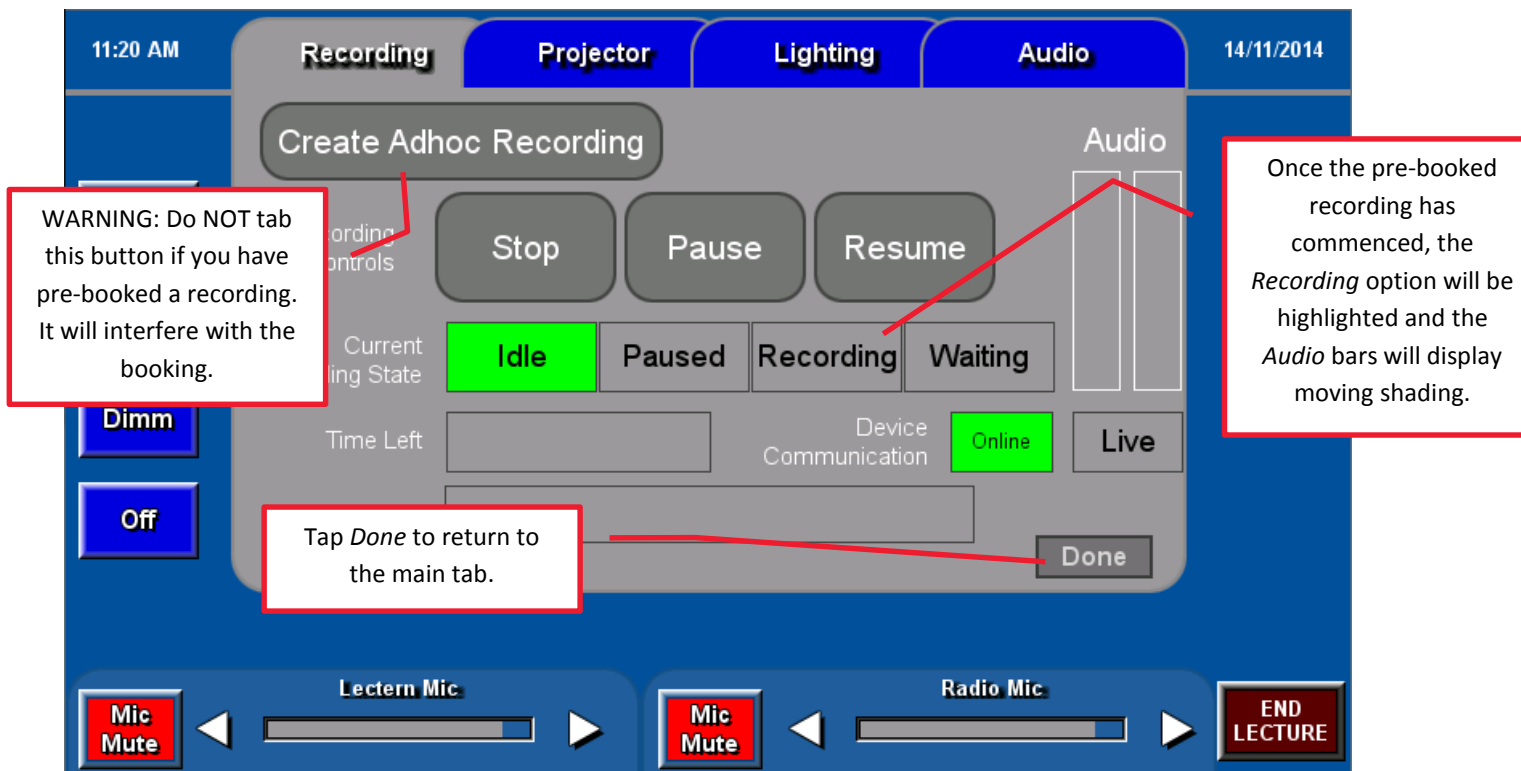 11:20 AM
Recording
Projector
Lighting
Audio
14/11/2014
Create Adhoc Recording
Audio
WARNING: Do NOT tab
this button if you have
pre-booked a recording.
It will interfere with the
booking.
Once the pre-booked
recording has
commenced, the
Recording option will be
highlighted and the
Audio bars will display
moving shading.
Stop
Pause
Resume
Current
Idle
Paused
Recording
Waiting
State
Dimm
Time Left
Device
Communication
Online
Live
Off
Tap Done to return to
the main tab.
Done
Lectern Mic
Radio Mic
Mic
Mute
Mic
Mute
END
LECTURE